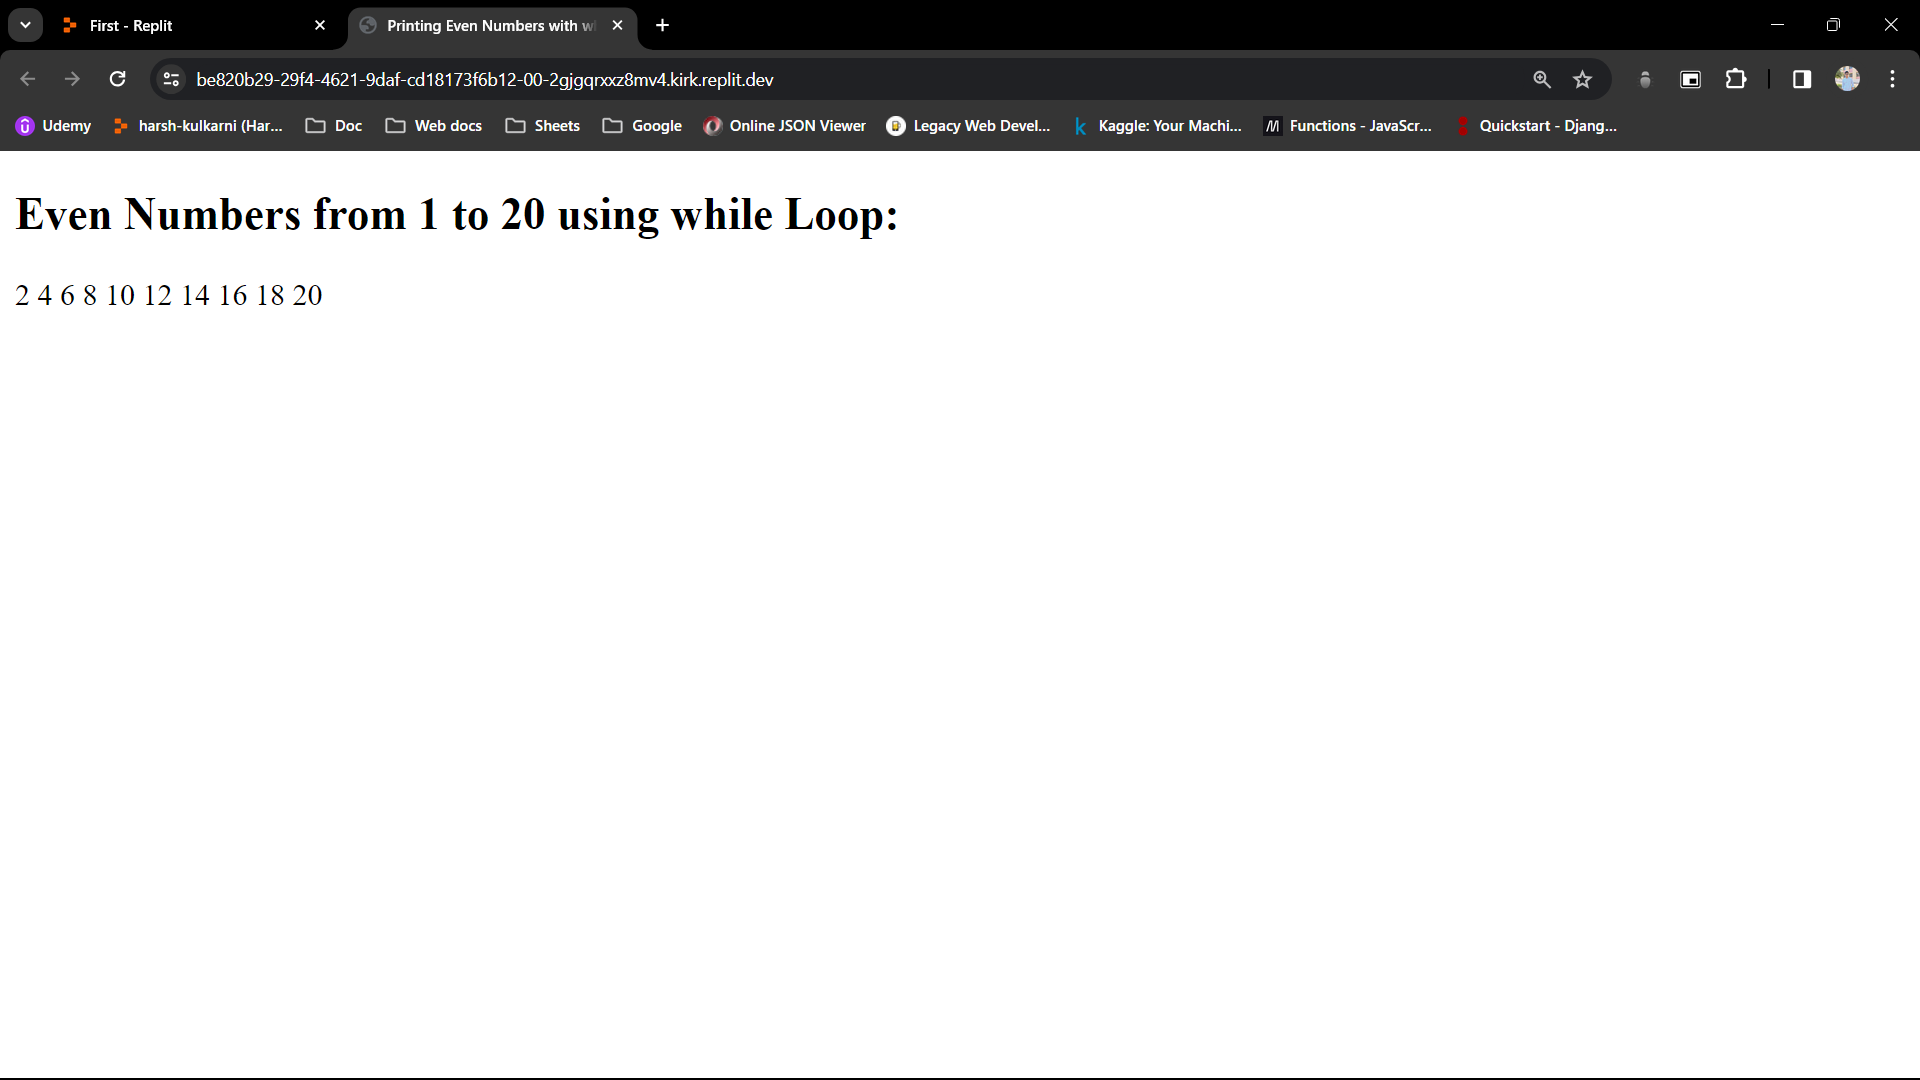 First - Replit
Printing Even Numbers with w
be820b29-29f4-4621-9daf-cd18173f6b12-00-2gjgqrxxz8mv4.kirk.replit.dev
Udemy harsh-kulkarni (Har... Doc Web docs Sheets Google Online JSON Viewer Legacy Web Devel... Kaggle: Your Machi... Functions - JavaScr... Quickstart - Djang...
Even Numbers from 1 to 20 using while Loop:
2 4 6 8 10 12 14 16 18 20